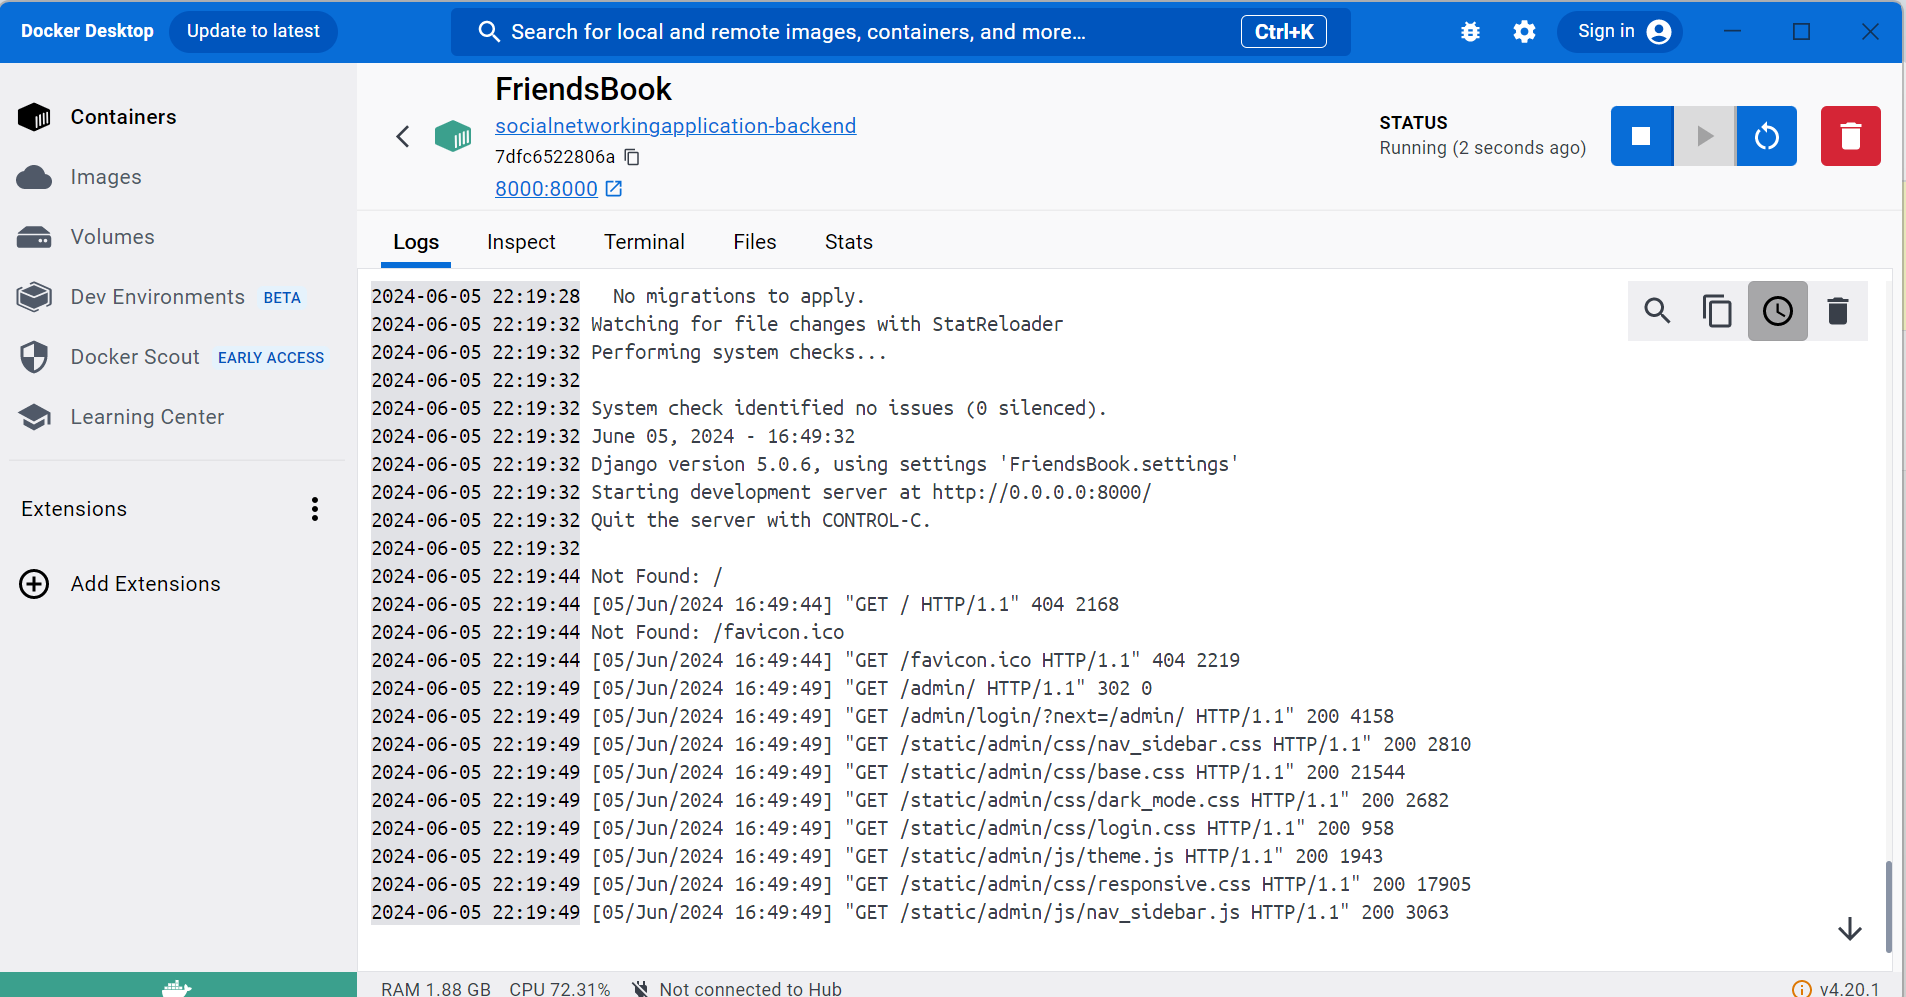 Docker Desktop
Update to latest
Search for local and remote images, containers, and more...
Ctrl+K
Sign in
Containers
Images
Volumes
Dev Environments BETA
Docker Scout EARLY ACCESS
Learning Center
Extensions
Add Extensions
FriendsBook
socialnetworkingapplication-backend
7dfc6522806a
8000:8000
STATUS
Running (2 seconds ago)
Logs
Inspect
Terminal
Files
Stats
2024-06-05 22:19:28   No migrations to apply.
2024-06-05 22:19:32 Watching for file changes with StatReloader
2024-06-05 22:19:32 Performing system checks...
2024-06-05 22:19:32
2024-06-05 22:19:32 System check identified no issues (0 silenced).
2024-06-05 22:19:32 June 05, 2024 - 16:49:32
2024-06-05 22:19:32 Django version 5.0.6, using settings 'FriendsBook.settings'
2024-06-05 22:19:32 Starting development server at http://0.0.0.0:8000/
2024-06-05 22:19:32 Quit the server with CONTROL-C.
2024-06-05 22:19:32
2024-06-05 22:19:44 Not Found: /
2024-06-05 22:19:44 [05/Jun/2024 16:49:44] "GET / HTTP/1.1" 404 2168
2024-06-05 22:19:44 Not Found: /favicon.ico
2024-06-05 22:19:44 [05/Jun/2024 16:49:44] "GET /favicon.ico HTTP/1.1" 404 2219
2024-06-05 22:19:49 [05/Jun/2024 16:49:49] "GET /admin/ HTTP/1.1" 302 0
2024-06-05 22:19:49 [05/Jun/2024 16:49:49] "GET /admin/login/?next=/admin/ HTTP/1.1" 200 4158
2024-06-05 22:19:49 [05/Jun/2024 16:49:49] "GET /static/admin/css/nav_sidebar.css HTTP/1.1" 200 2810
2024-06-05 22:19:49 [05/Jun/2024 16:49:49] "GET /static/admin/css/base.css HTTP/1.1" 200 21544
2024-06-05 22:19:49 [05/Jun/2024 16:49:49] "GET /static/admin/css/dark_mode.css HTTP/1.1" 200 2682
2024-06-05 22:19:49 [05/Jun/2024 16:49:49] "GET /static/admin/css/login.css HTTP/1.1" 200 958
2024-06-05 22:19:49 [05/Jun/2024 16:49:49] "GET /static/admin/js/theme.js HTTP/1.1" 200 1943
2024-06-05 22:19:49 [05/Jun/2024 16:49:49] "GET /static/admin/css/responsive.css HTTP/1.1" 200 17905
2024-06-05 22:19:49 [05/Jun/2024 16:49:49] "GET /static/admin/js/nav_sidebar.js HTTP/1.1" 200 3063
RAM 1.88 GB CPU 72.31% Not connected to Hub
v4.20.1